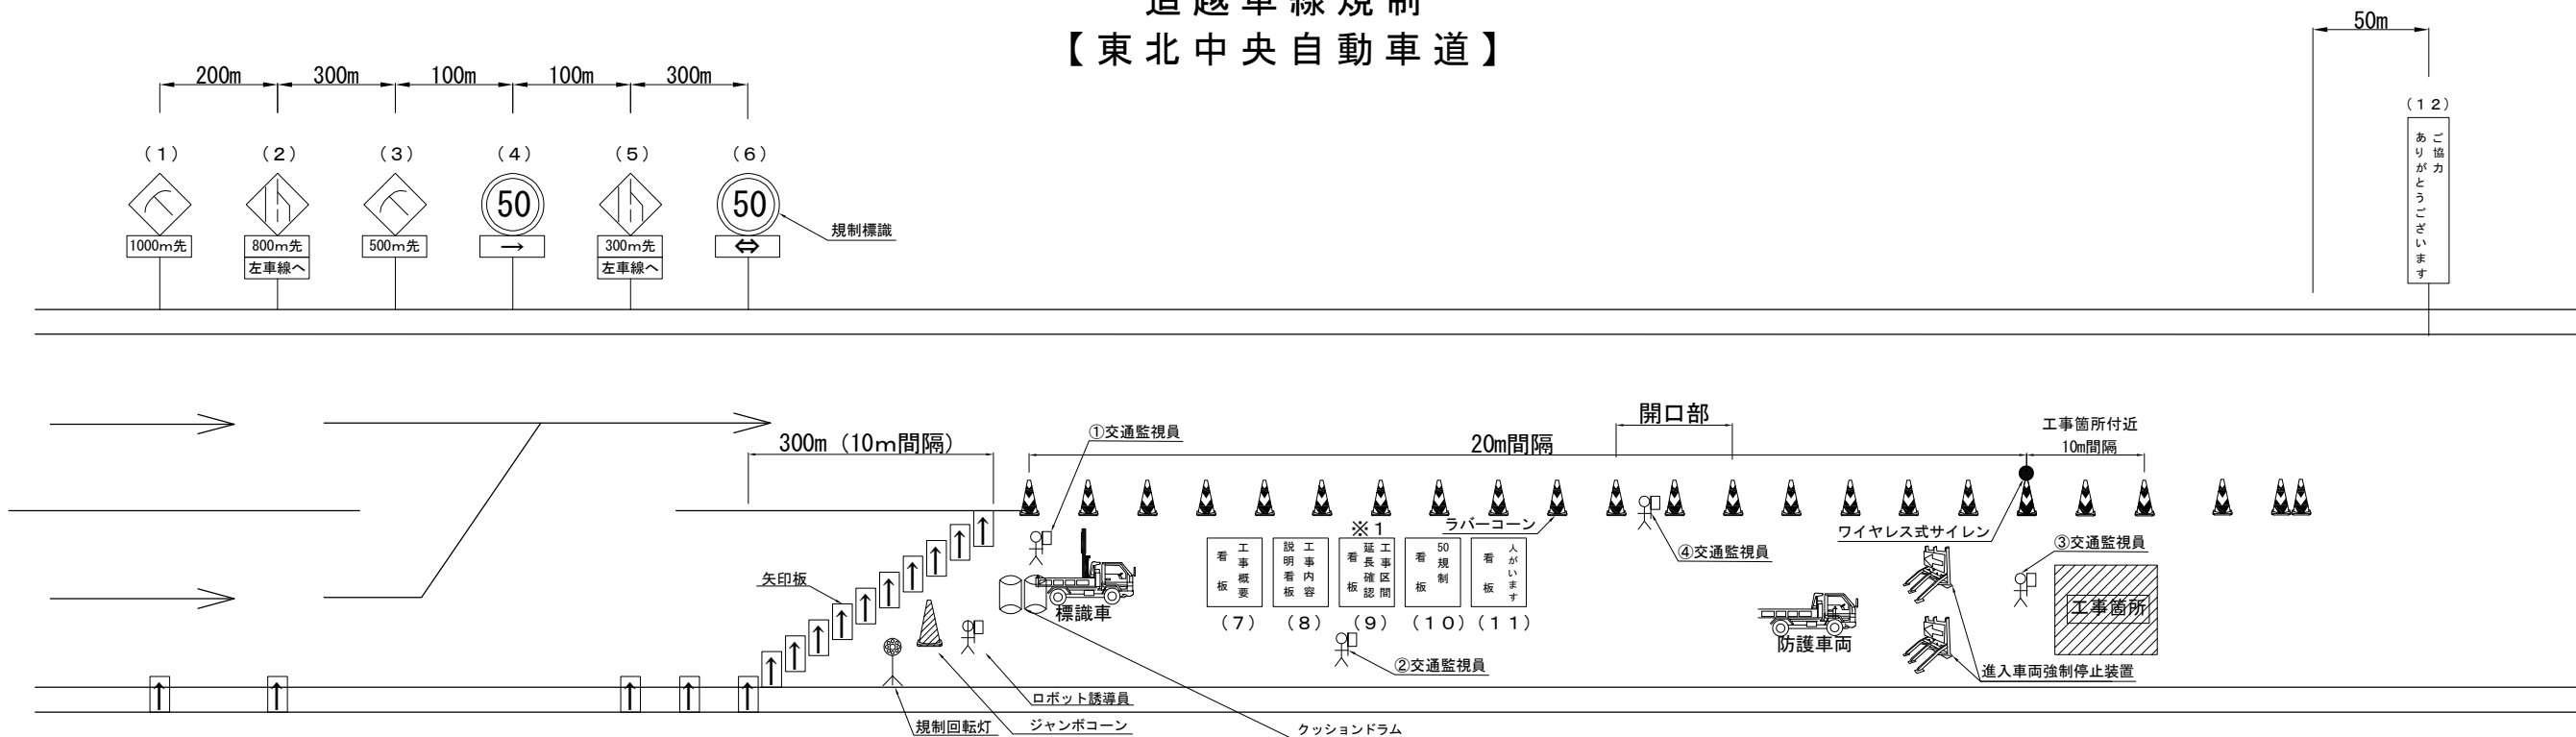 追越車線規制
【東北中央自動車道】
50m
200m
300m
100m
100m
300m
(1)
(2)
(3)
(4)
(5)
(6)
(12)
50
50
1000m先
800m先
左車線へ
500m先
→
300m先
左車線へ
⇔
規制標識
ご協力
ありがとうございます
300m (10m間隔)
①交通監視員
20m間隔
開口部
工事箇所付近
10m間隔
矢印板
標識車
※1
ラバーコーン
工事概要
看板
工事内容
説明看板
工事区間
延長確認
看板
50規制
看板
人がいます
看板
(7)
(8)
(9)
(10)
(11)
④交通監視員
ワイヤレス式サイレン
③交通監視員
工事箇所
防護車両
②交通監視員
進入車両強制停止装置
ロボット誘導員
規制回転灯
ジャンボコーン
クッションドラム